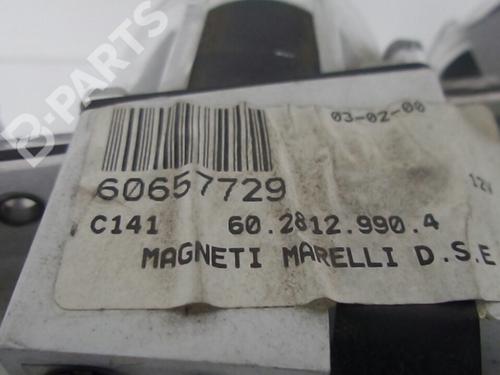 B-PARTS
03-02-00
60657729
12V
C141 60.2812.990.4
MAGNETI MARELLI D.S.E